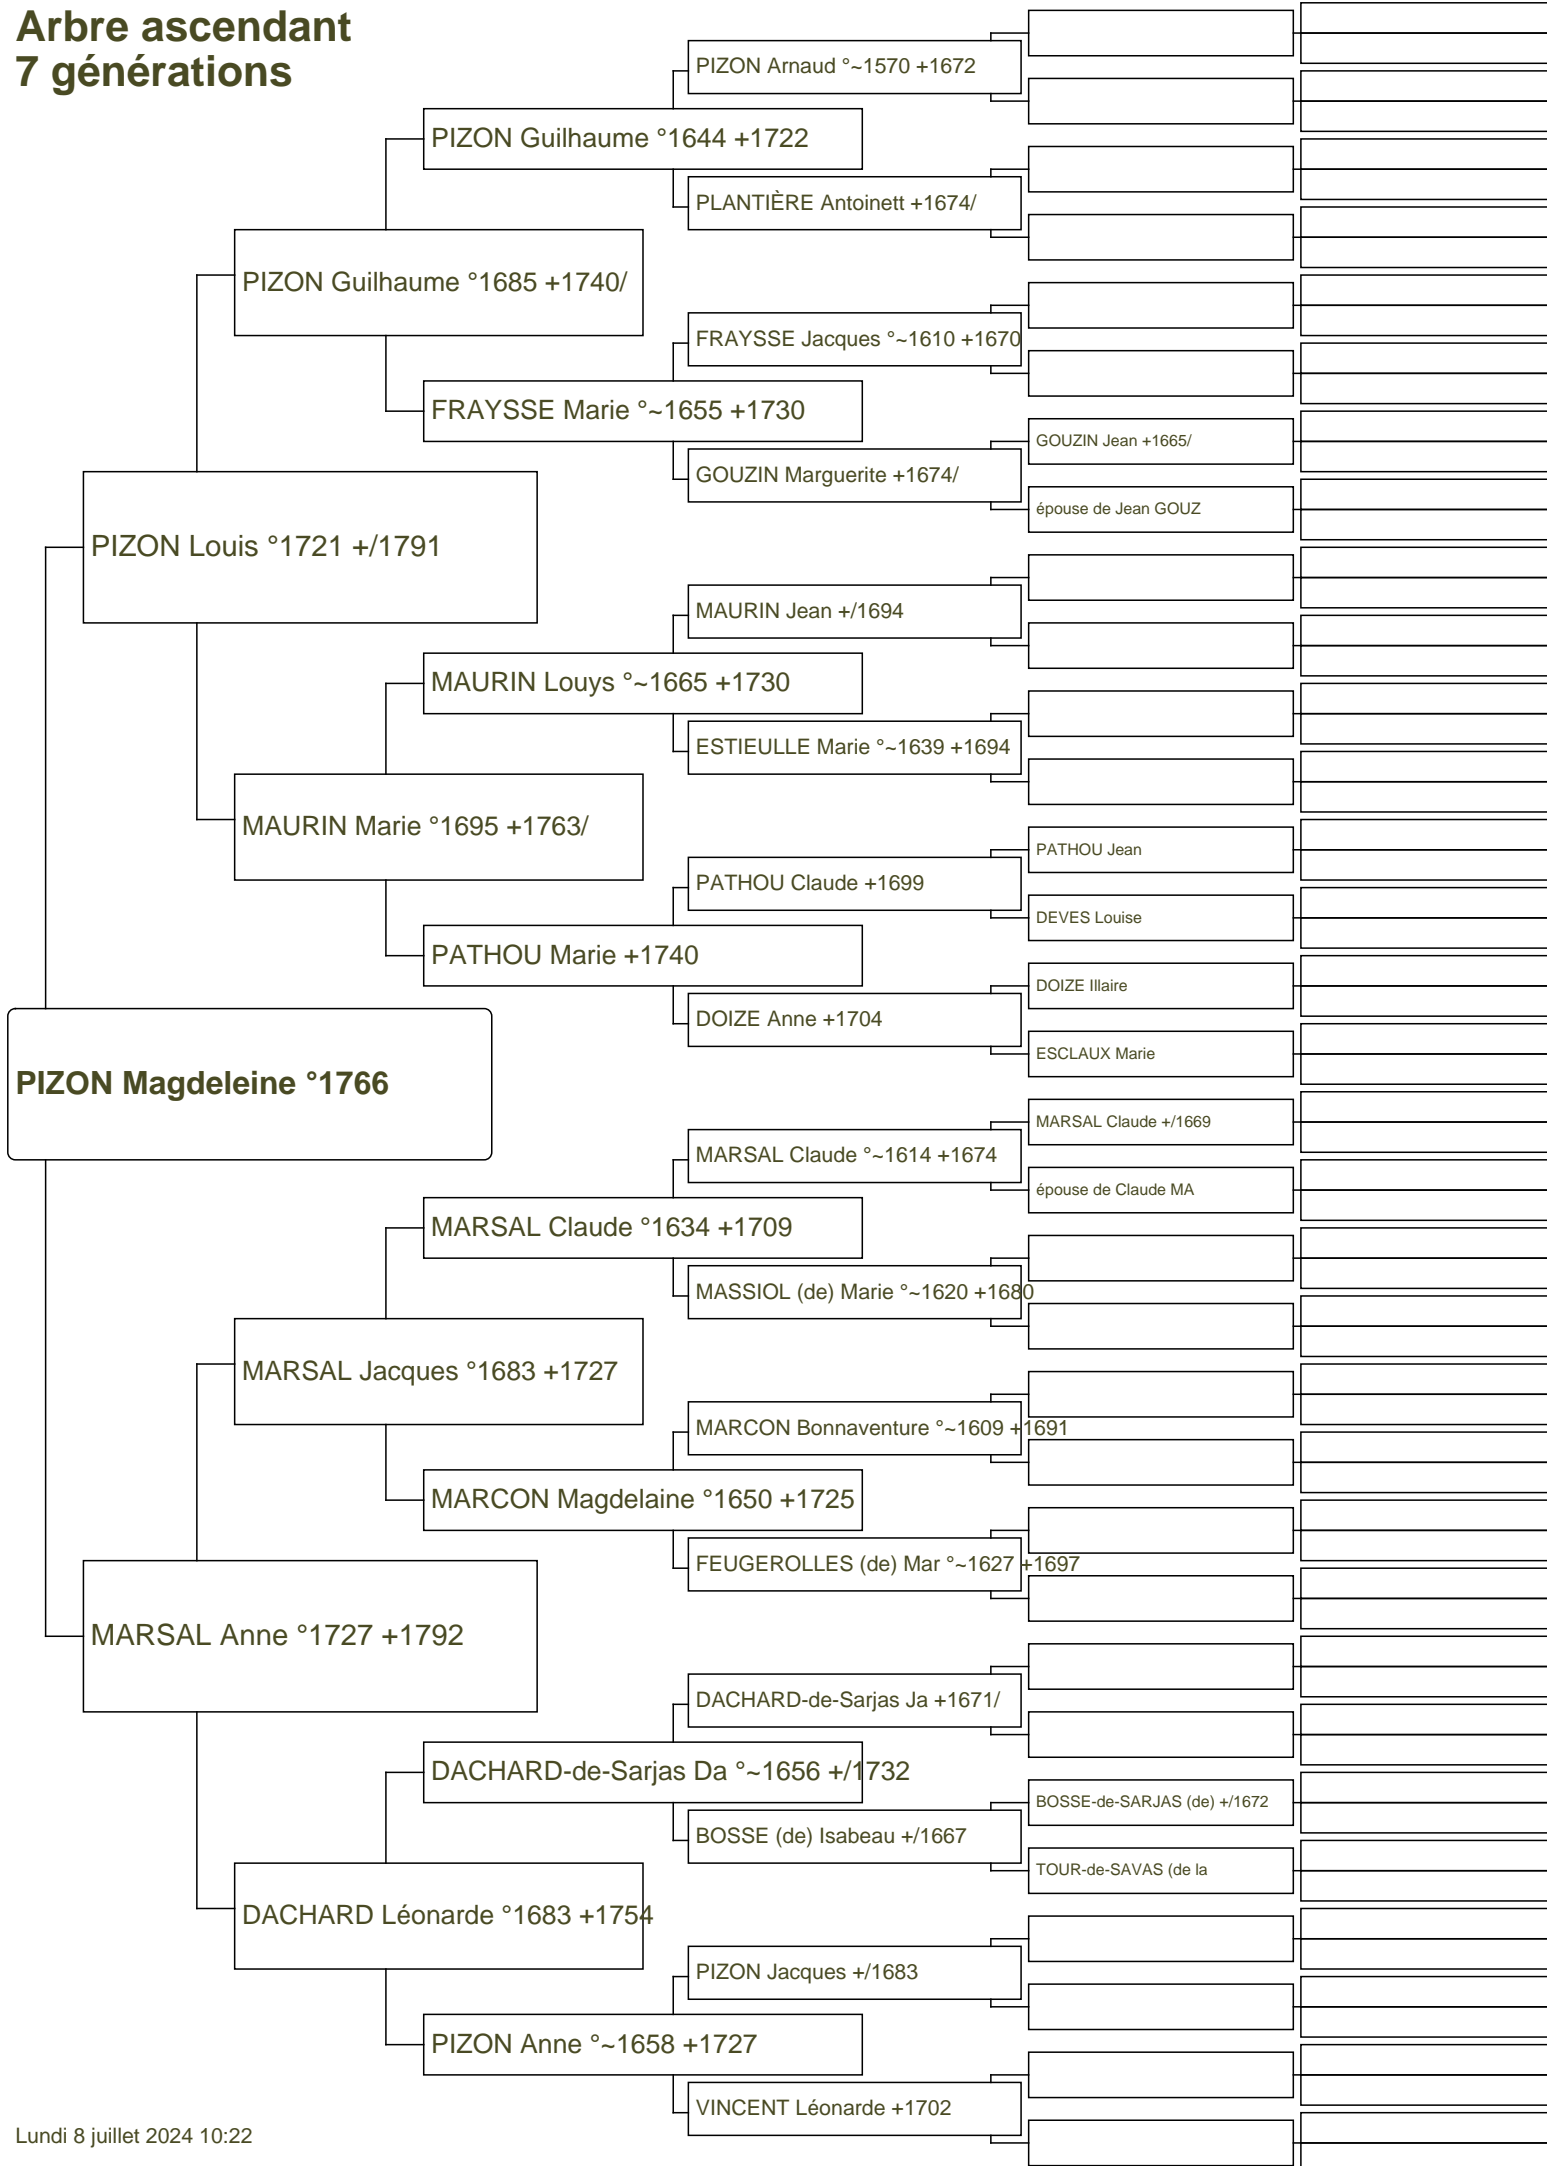 Arbre ascendant
7 générations
PIZON Arnaud °~1570 +1672
PIZON Guilhaume °1644 +1722
PLANTIÈRE Antoinett +1674/
PIZON Guilhaume °1685 +1740/
FRAYSSE Jacques °~1610 +1670
FRAYSSE Marie °~1655 +1730
GOUZIN Jean +1665/
GOUZIN Marguerite +1674/
épouse de Jean GOUZ
PIZON Louis °1721 +/1791
MAURIN Jean +/1694
MAURIN Louys °~1665 +1730
ESTIEULLE Marie °~1639 +1694
MAURIN Marie °1695 +1763/
PATHOU Jean
PATHOU Claude +1699
DEVES Louise
PATHOU Marie +1740
DOIZE Illaire
DOIZE Anne +1704
ESCLAUX Marie
PIZON Magdeleine °1766
MARSAL Claude +/1669
MARSAL Claude °~1614 +1674
épouse de Claude MA
MARSAL Claude °1634 +1709
MASSIOL (de) Marie °~1620 +1680
MARSAL Jacques °1683 +1727
MARCON Bonnaventure °~1609 +1691
MARCON Magdelaine °1650 +1725
FEUGEROLLES (de) Mar °~1627 +1697
MARSAL Anne °1727 +1792
DACHARD-de-Sarjas Ja +1671/
DACHARD-de-Sarjas Da °~1656 +/1732
BOSSE-de-SARJAS (de) +/1672
BOSSE (de) Isabeau +/1667
TOUR-de-SAVAS (de la
DACHARD Léonarde °1683 +1754
PIZON Jacques +/1683
PIZON Anne °~1658 +1727
VINCENT Léonarde +1702
Lundi 8 juillet 2024 10:22